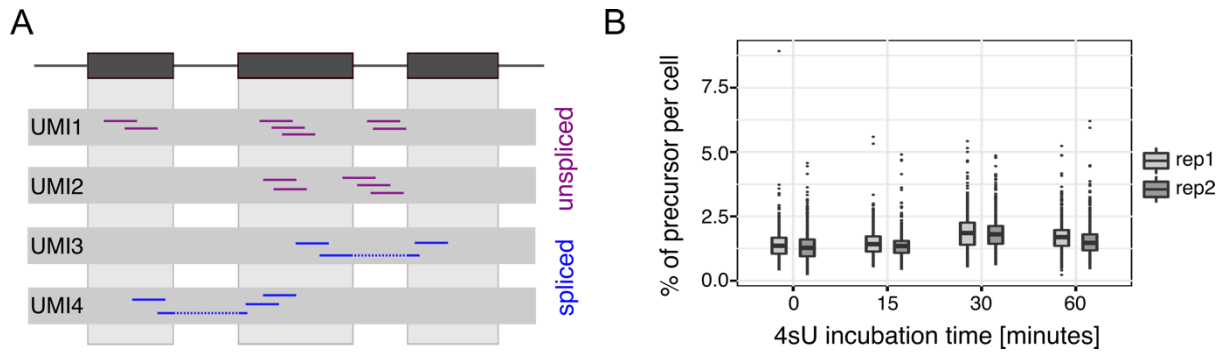 A
UMI1
UMI2
UMI3
UMI4
unspliced
spliced
B
% of precursor per cell
7.5
5.0
2.5
0.0
0 15 30 60
4sU incubation time [minutes]
rep1
rep2